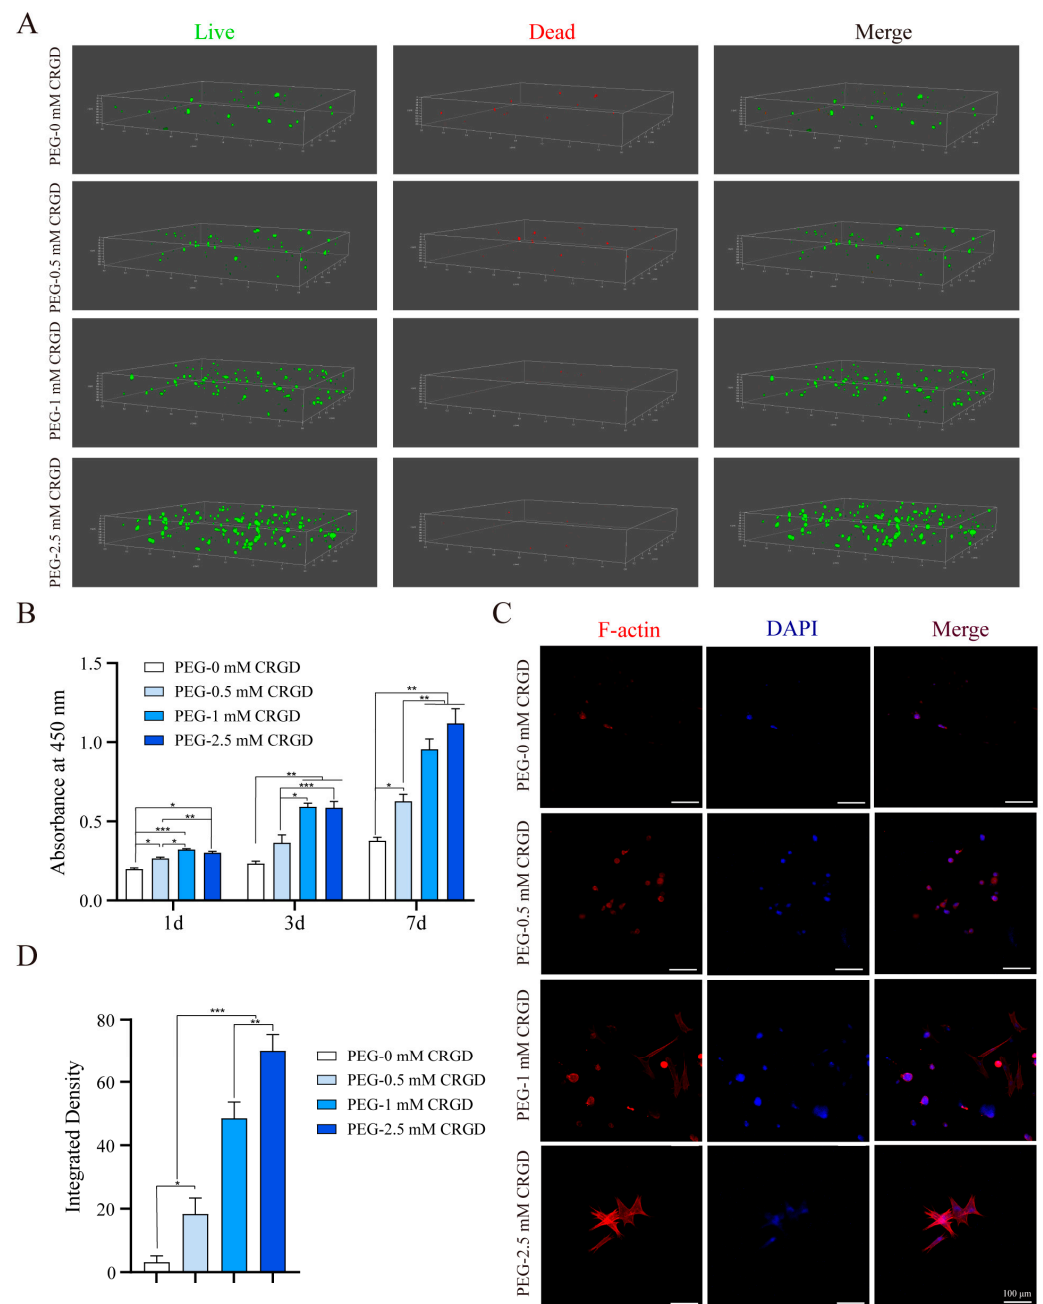 A
Live
Dead
Merge
PEG-0 mM CRGD
PEG-0.5 mM CRGD
PEG-1 mM CRGD
PEG-2.5 mM CRGD
B
Absorbance at 450 nm
1.5
1.0
0.5
0.0
PEG-0 mM CRGD
PEG-0.5 mM CRGD
PEG-1 mM CRGD
PEG-2.5 mM CRGD
*
**
***
* *
**
***
*
**
**
*
1d 3d 7d
C
F-actin
DAPI
Merge
PEG-0 mM CRGD
PEG-0.5 mM CRGD
PEG-1 mM CRGD
PEG-2.5 mM CRGD
100 μm
D
Integrated Density
80
60
40
20
0
***
**
*
PEG-0 mM CRGD
PEG-0.5 mM CRGD
PEG-1 mM CRGD
PEG-2.5 mM CRGD